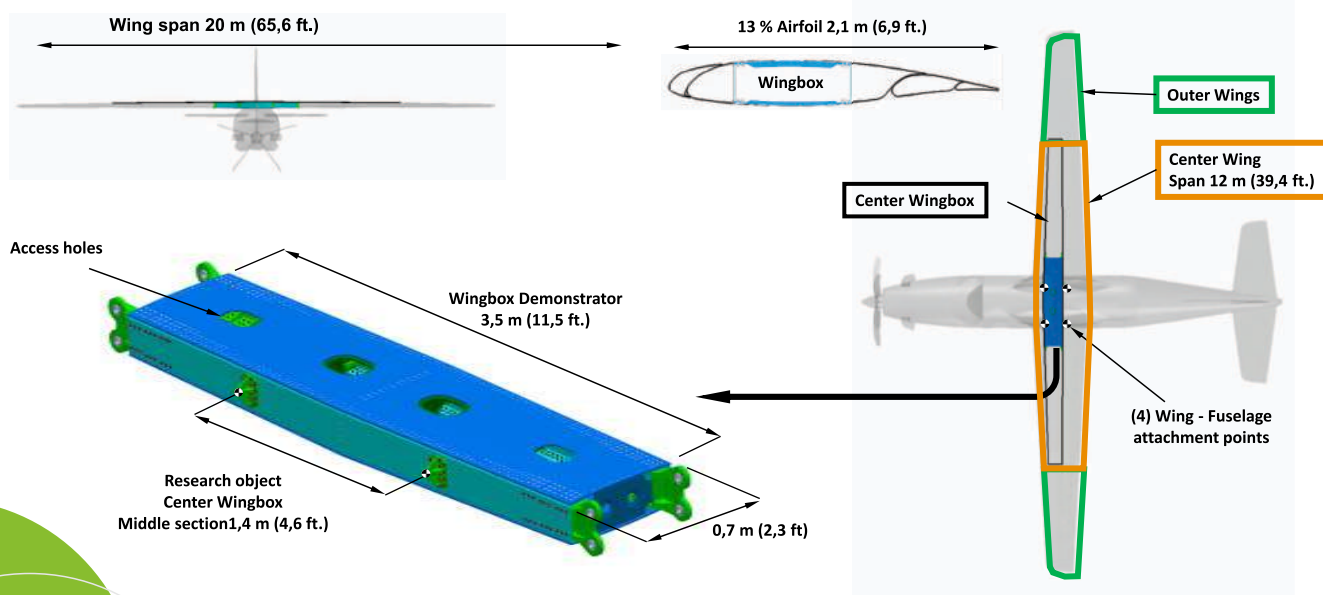 Wing span 20 m (65,6 ft.)
13 % Airfoil 2,1 m (6,9 ft.)
Wingbox
Outer Wings
Center Wing
Span 12 m (39,4 ft.)
Center Wingbox
Access holes
Wingbox Demonstrator
3,5 m (11,5 ft.)
(4) Wing - Fuselage
attachment points
Research object
Center Wingbox
Middle section1,4 m (4,6 ft.)
0,7 m (2,3 ft)